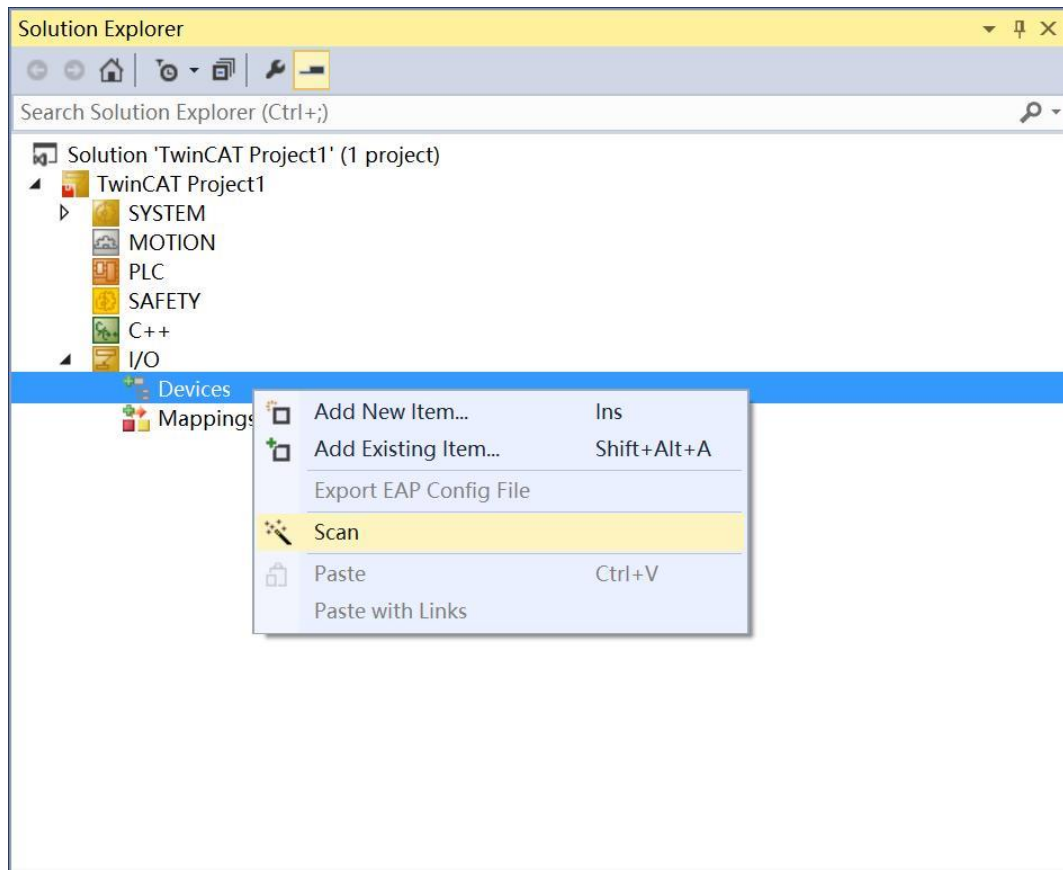 Solution Explorer
Search Solution Explorer (Ctrl+;)
Solution 'TwinCAT Project1' (1 project)
TwinCAT Project1
SYSTEM
MOTION
PLC
SAFETY
C++
I/O
Devices
Mappings
Add New Item... Ins
Add Existing Item... Shift+Alt+A
Export EAP Config File
Scan
Paste Ctrl+V
Paste with Links